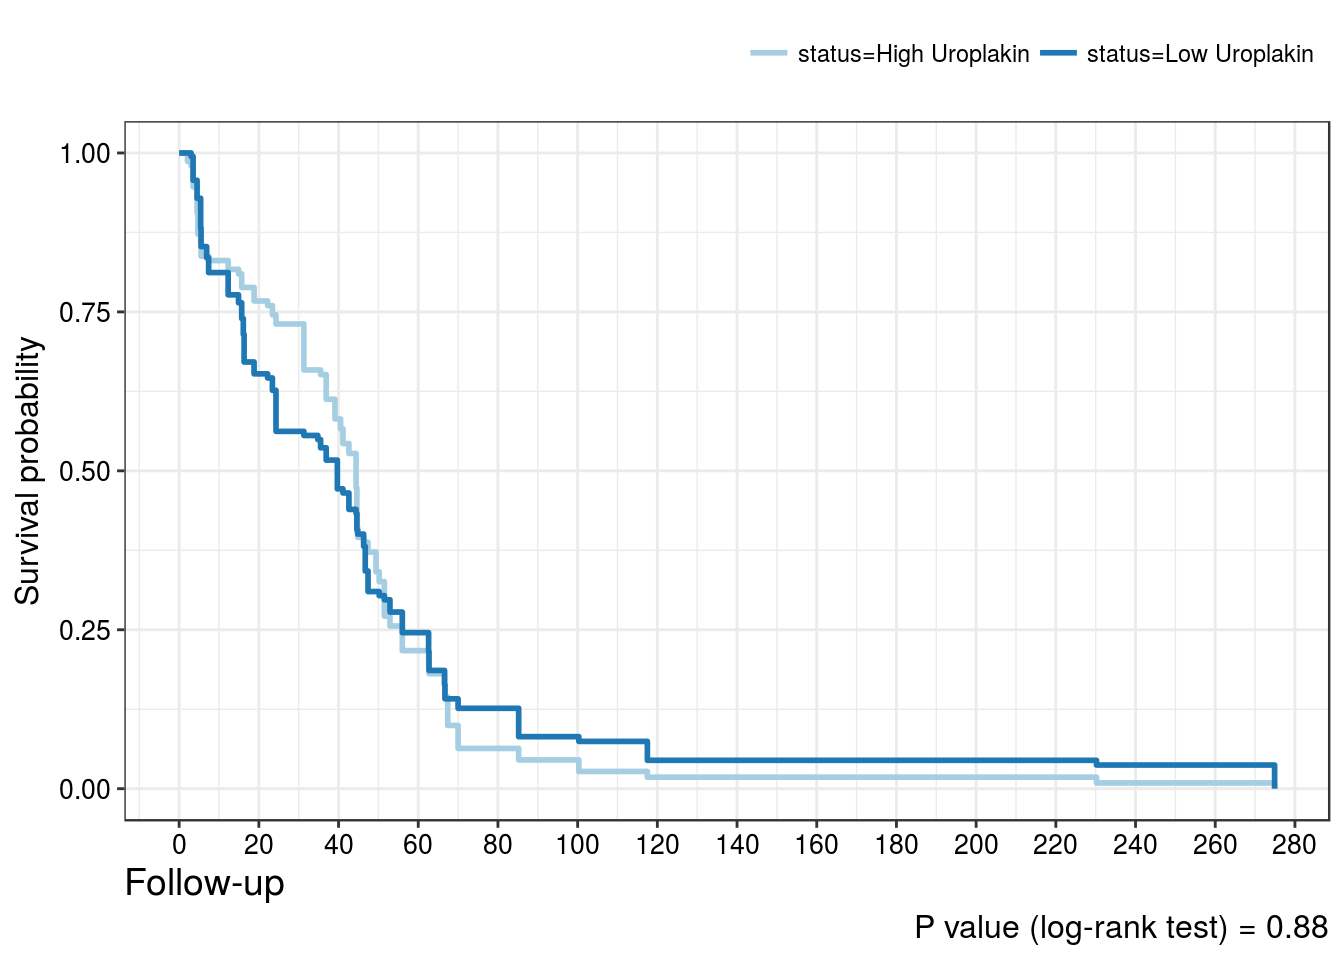 status=High Uroplakin status=Low Uroplakin
1.00
0.75
0.50
0.25
0.00
Survival probability
0 20 40 60 80 100 120 140 160 180 200 220 240 260 280
Follow-up
P value (log-rank test) = 0.88